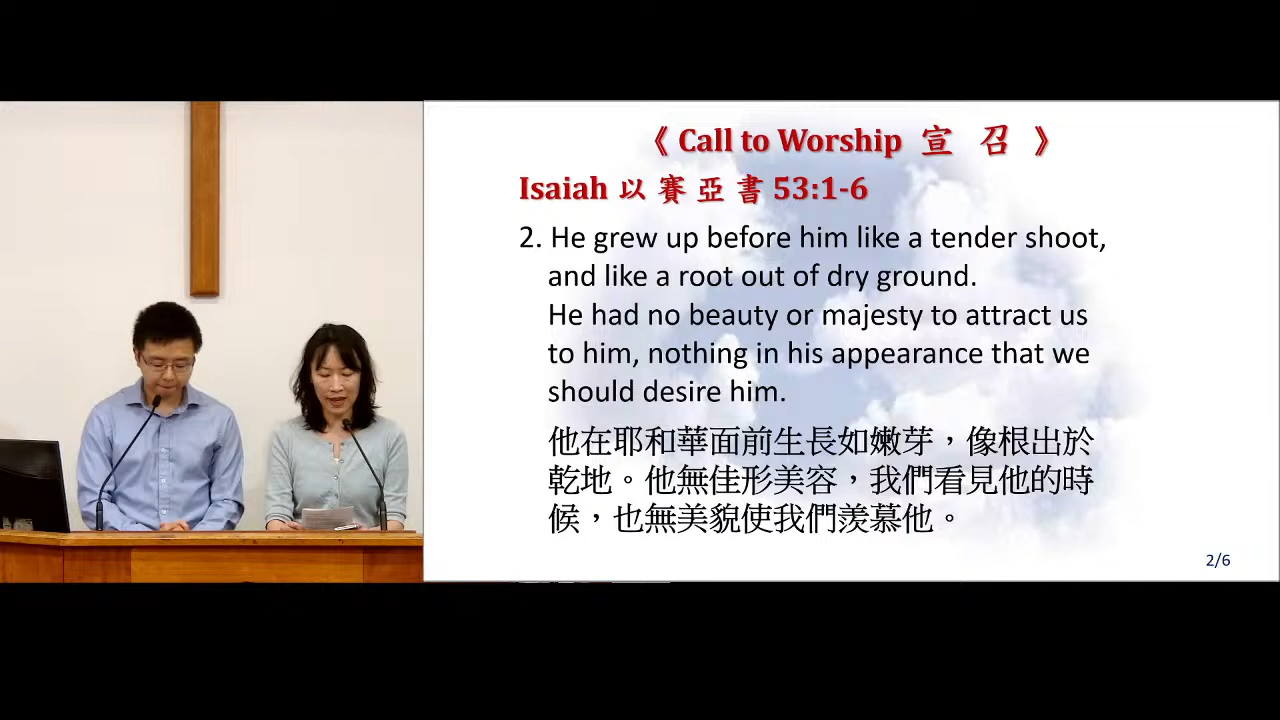 《 Call to Worship 宣 召 》
Isaiah 以 賽 亞 書 53:1-6
2. He grew up before him like a tender shoot,
and like a root out of dry ground.
He had no beauty or majesty to attract us
to him, nothing in his appearance that we
should desire him.
他在耶和華面前生長如嫩芽，像根出於
乾地。他無佳形美容，我們看見他的時
候，也無美貌使我們羨慕他。
2/6